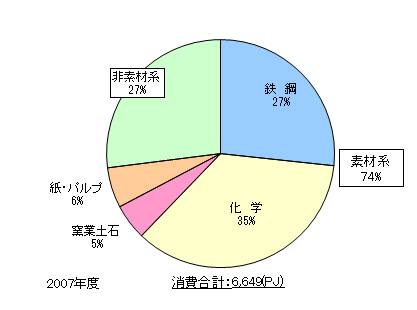 非素材系
27%
鉄 鋼
27%
素材系
74%
紙・パルプ
6%
化 学
35%
窯業土石
5%
2007年度
消費合計：6,649(PJ)